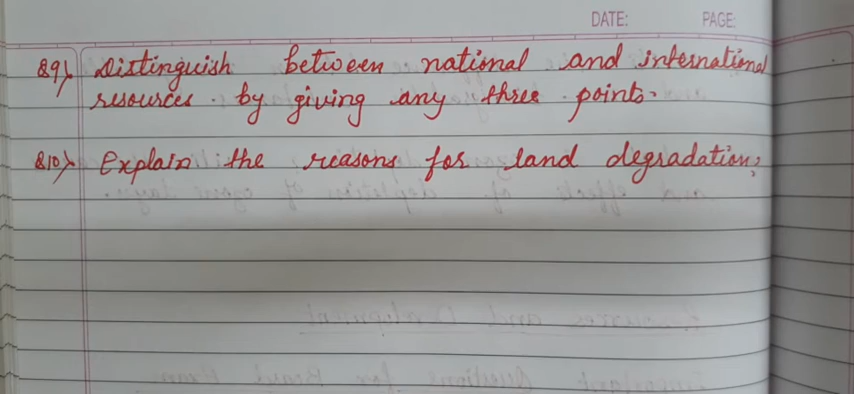 DATE: PAGE:
Q9) Distinguish between national and international
resources by giving any three points.
Q10) Explain the reasons for land degradation?